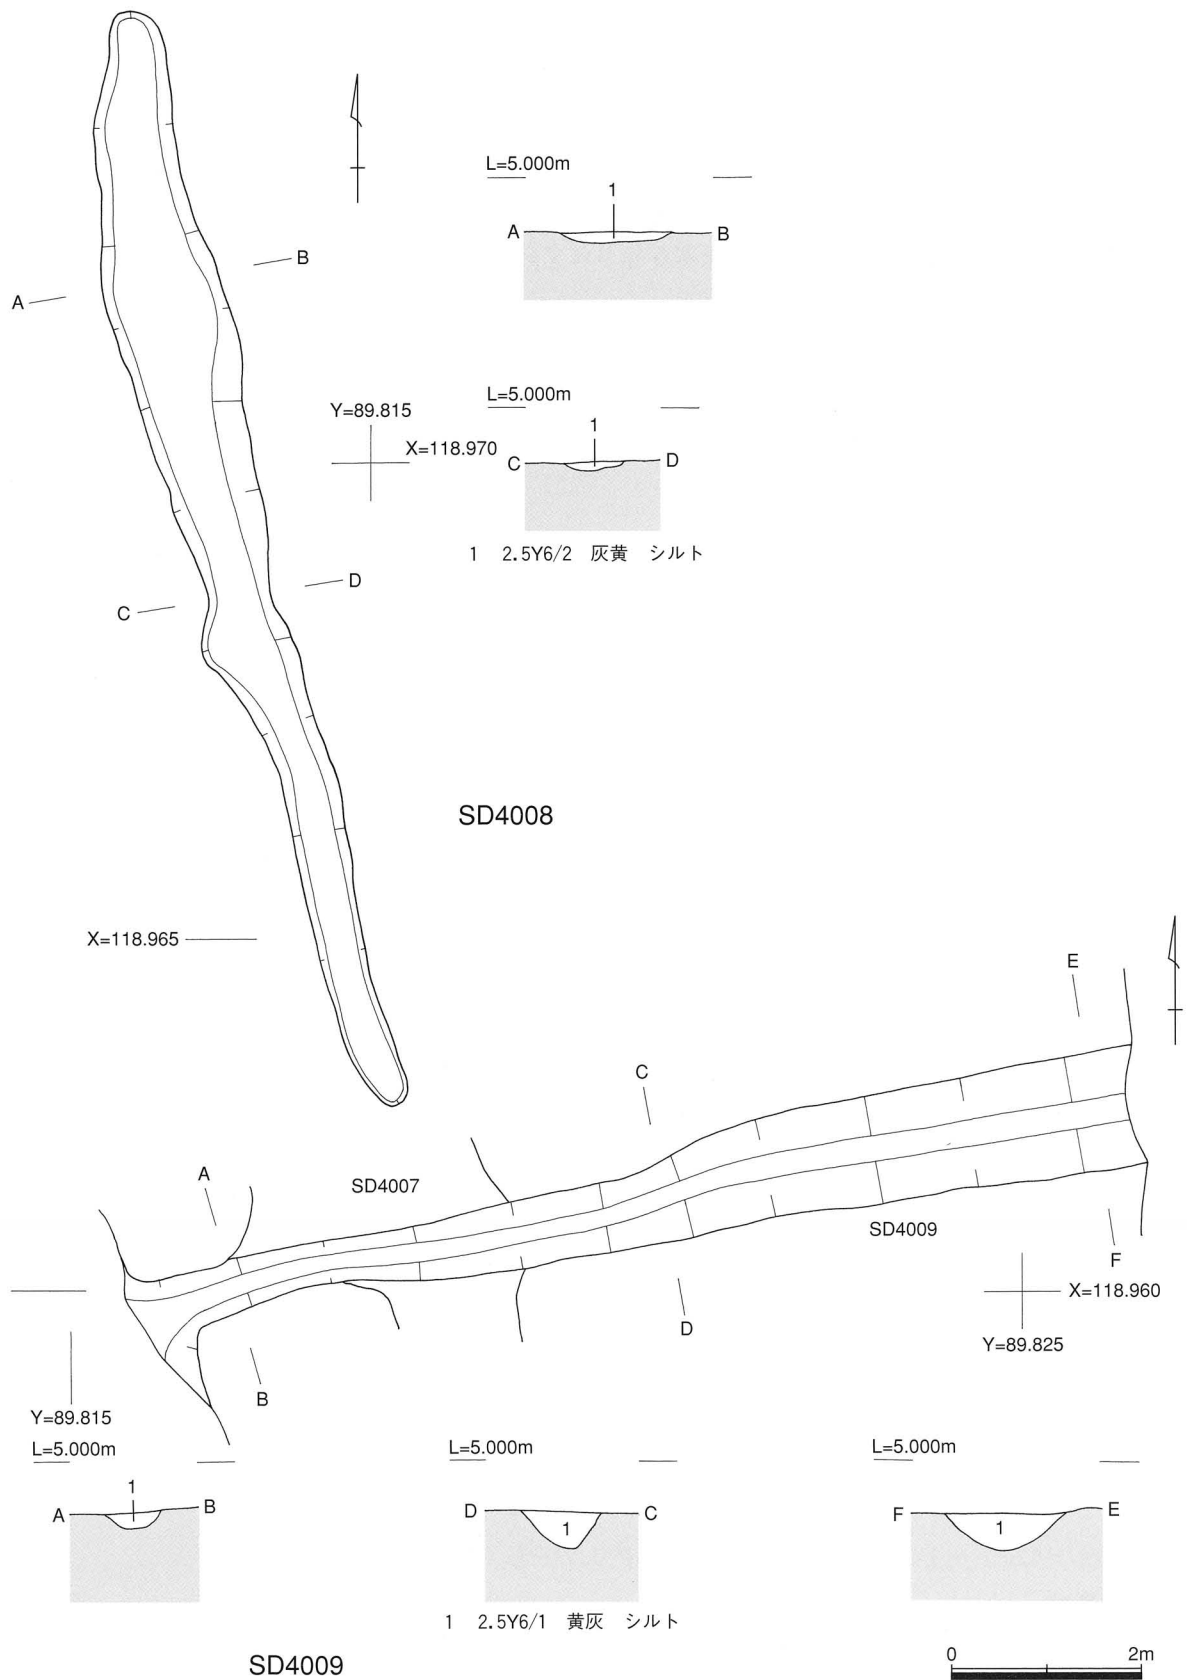 L=5.000m
1
A
B
B
A
L=5.000m
Y=89.815
1
X=118.970
C
D
1 2.5Y6/2 灰黄 シルト
D
C
SD4008
X=118.965
E
C
A
SD4007
SD4009
F
X=118.960
D
Y=89.825
B
Y=89.815
L=5.000m
L=5.000m
L=5.000m
1
A
B
D
1
C
F
1
E
1 2.5Y6/1 黄灰 シルト
0 2m
SD4009